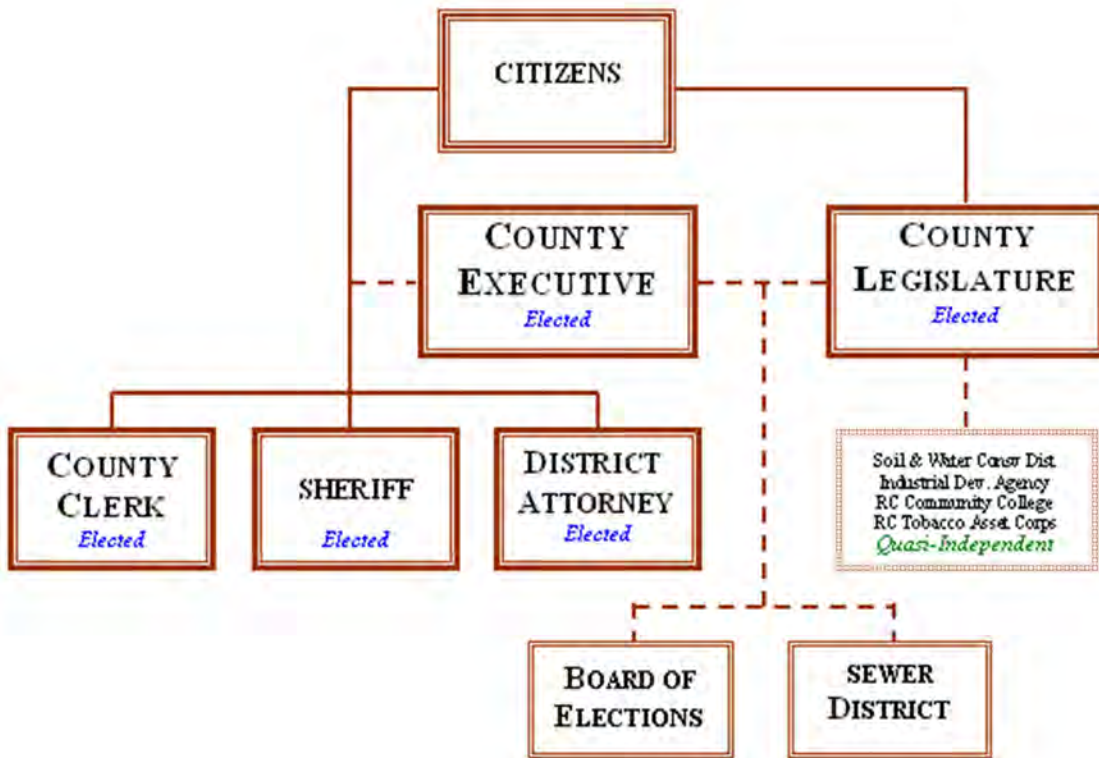 CITIZENS
COUNTY
EXECUTIVE
Elected
COUNTY
LEGISLATURE
Elected
COUNTY
CLERK
Elected
SHERIFF
Elected
DISTRICT
ATTORNEY
Elected
Soil & Water Consv Dist.
Industrial Dev. Agency
RC Community College
RC Tobacco Asset Corps
Quasi-Independent
BOARD OF
ELECTIONS
SEWER
DISTRICT